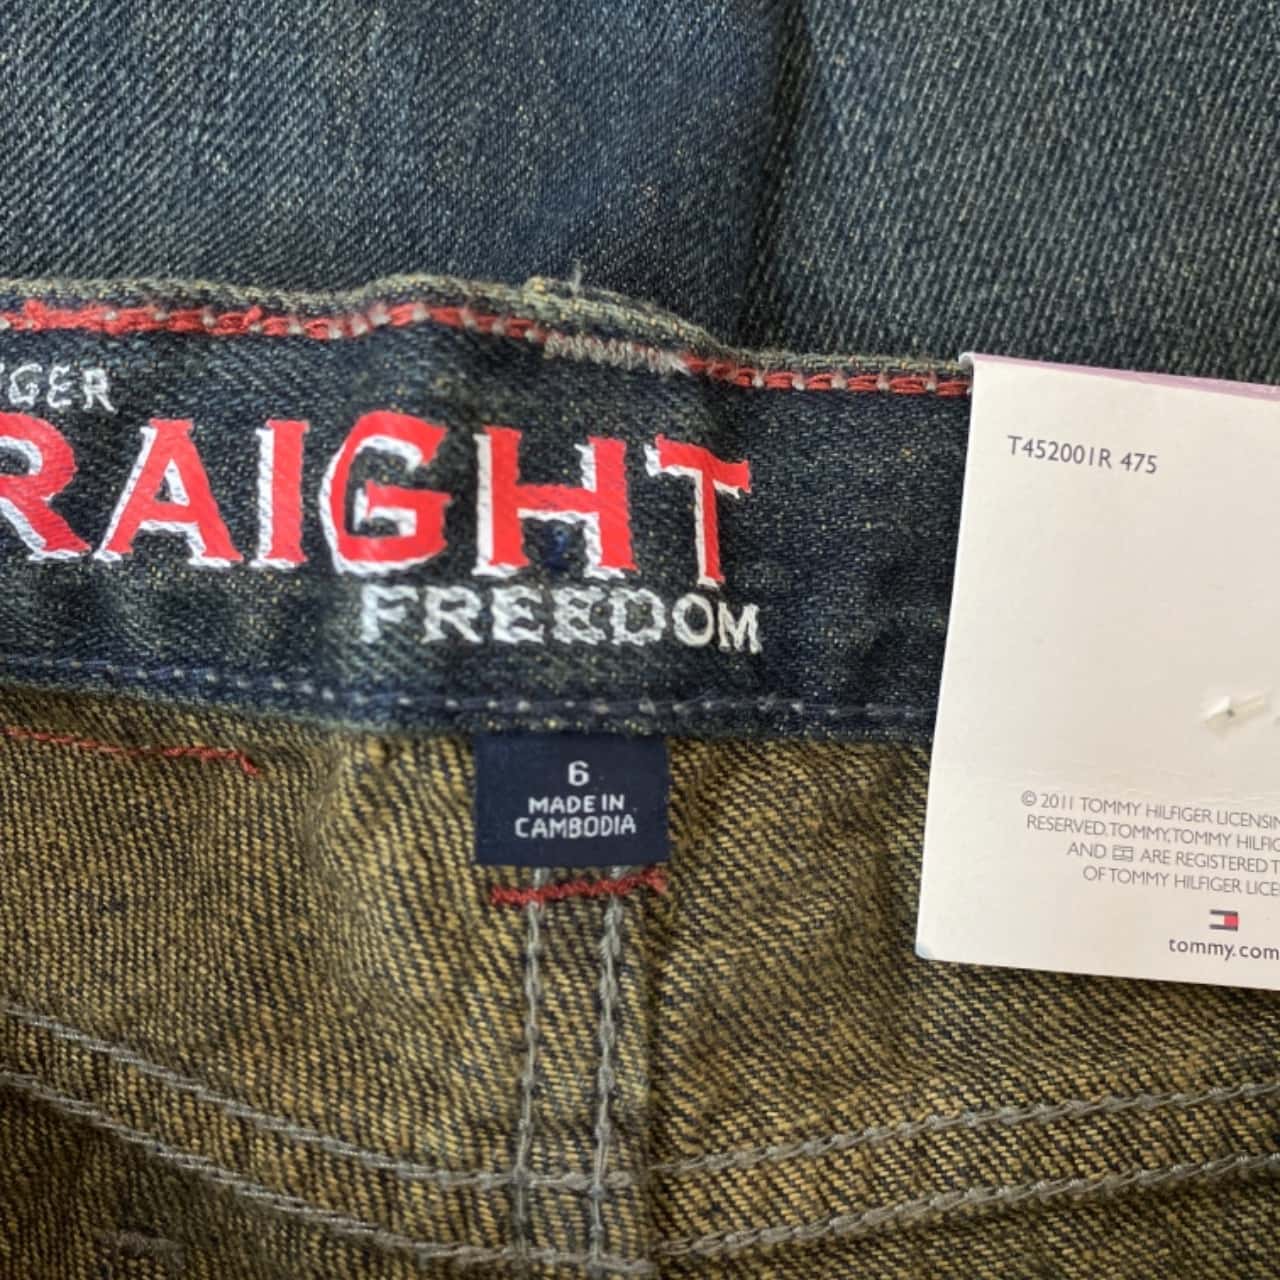 GER
RAIGHT
FREEDOM
6
MADE IN
CAMBODIA
T452001R 475
© 2011 TOMMY HILFIGER LICENSIN
RESERVED. TOMMY, TOMMY HILFIG
AND ARE REGISTERED T
OF TOMMY HILFIGER LICE
tommy.com